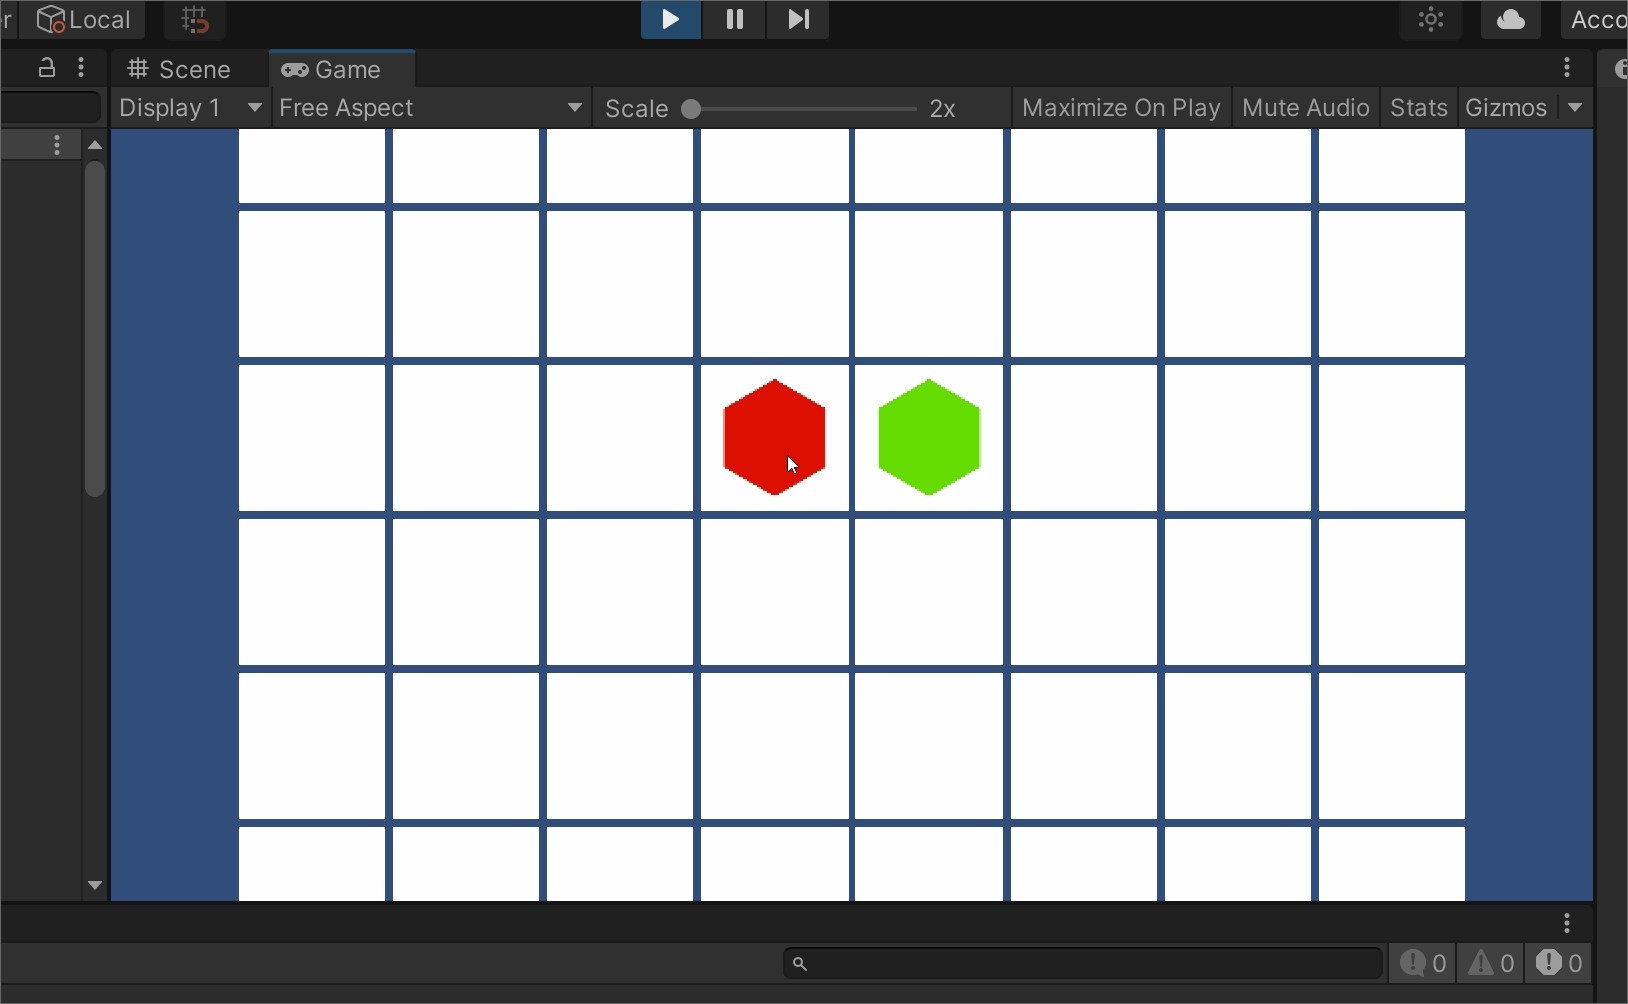 r Local Acco
Scene Game
Display 1 Free Aspect Scale 2x Maximize On Play Mute Audio Stats Gizmos
0 0 0